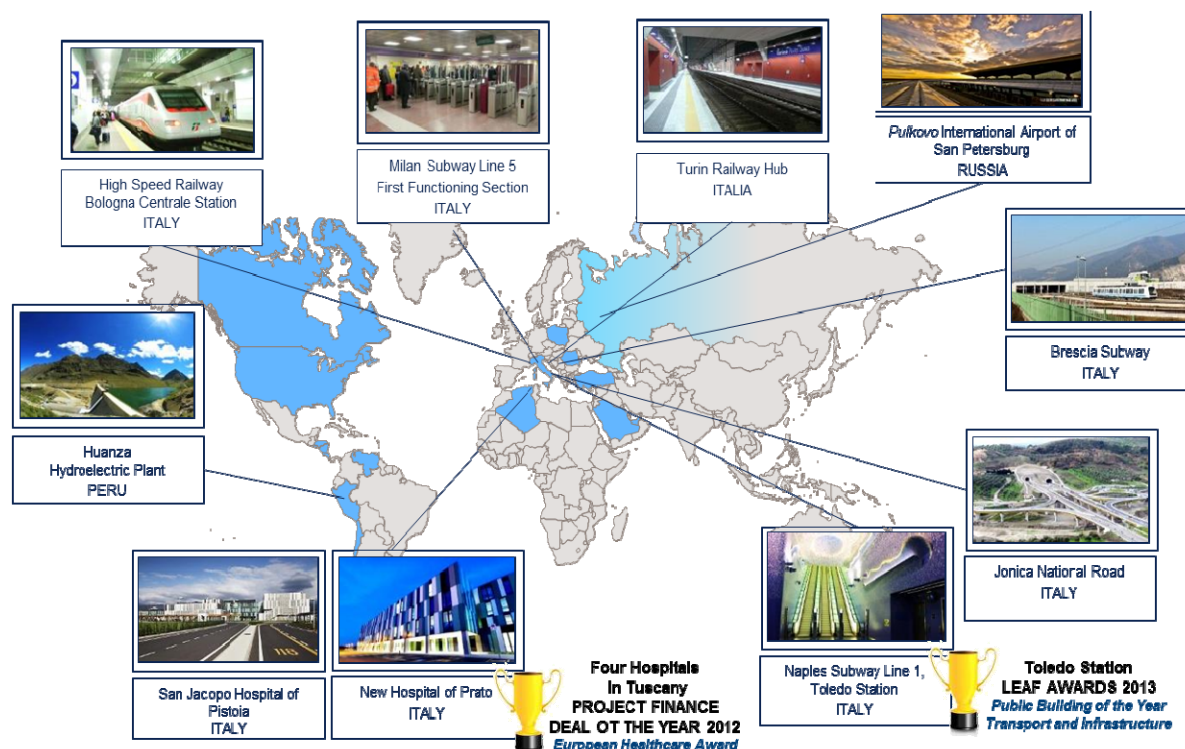 High Speed Railway
Bologna Centrale Station
ITALY
Milan Subway Line 5
First Functioning Section
ITALY
Turin Railway Hub
ITALIA
Pulkovo International Airport of
San Petersburg
RUSSIA
Brescia Subway
ITALY
Huanza
Hydroelectric Plant
PERU
Jonica National Road
ITALY
San Jacopo Hospital of
Pistoia
ITALY
New Hospital of Prato
ITALY
Four Hospitals
In Tuscany
PROJECT FINANCE
DEAL OT THE YEAR 2012
European Healthcare Award
Naples Subway Line 1,
Toledo Station
ITALY
Toledo Station
LEAF AWARDS 2013
Public Building of the Year
Transport and Infrastructure